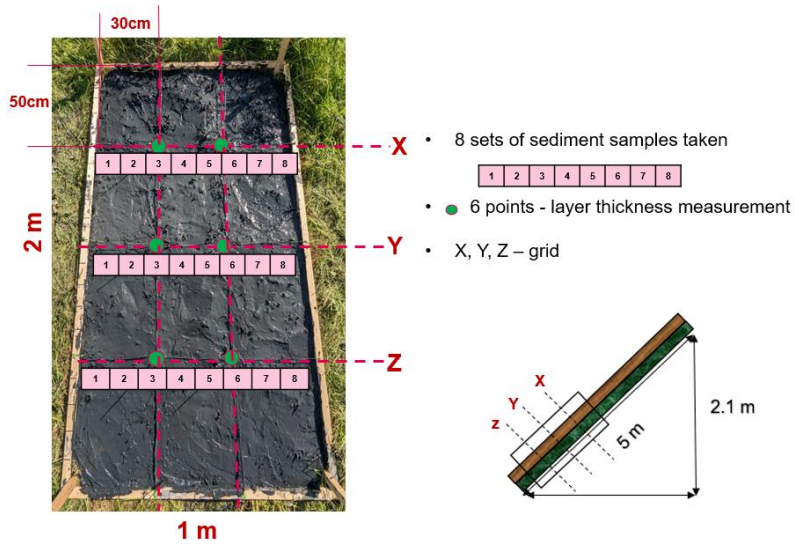 30cm
50cm
X
1 2 3 4 5 6 7 8
2 m
Y
1 2 3 4 5 6 7 8
Z
1 2 3 4 5 6 7 8
1 m
• 8 sets of sediment samples taken
1 2 3 4 5 6 7 8
• 6 points - layer thickness measurement
• X, Y, Z – grid
X
Y
z
5 m
2.1 m